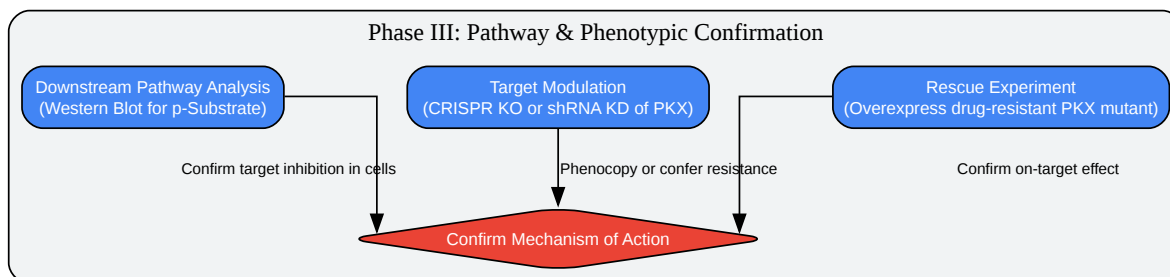 Phase III: Pathway & Phenotypic Confirmation
Downstream Pathway Analysis
(Western Blot for p-Substrate)
Target Modulation
(CRISPR KO or shRNA KD of PKX)
Rescue Experiment
(Overexpress drug-resistant PKX mutant)
Confirm target inhibition in cells
Phenocopy or confer resistance
Confirm on-target effect
Confirm Mechanism of Action